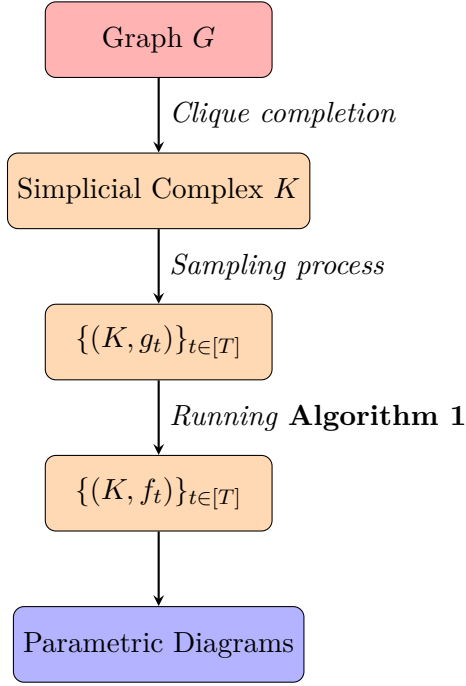 Graph G
Clique completion
Simplicial Complex K
Sampling process
{(K, g_t)}_{t∈[T]}
Running Algorithm 1
{(K, f_t)}_{t∈[T]}
Parametric Diagrams